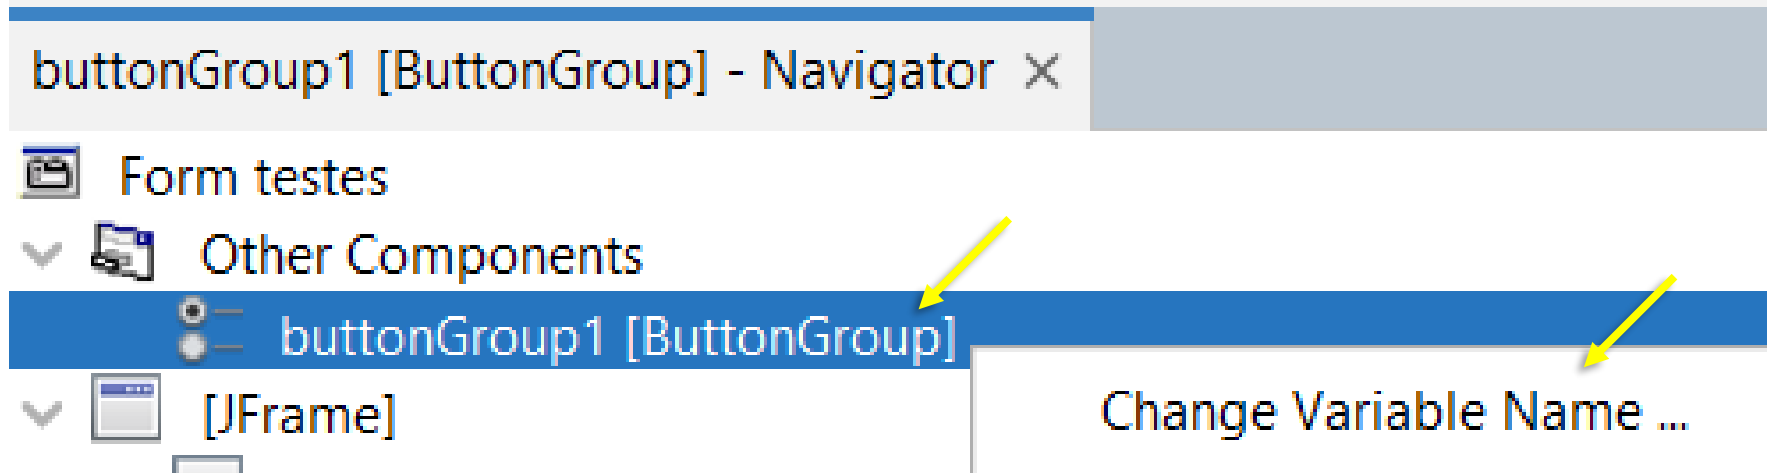 buttonGroup1 [ButtonGroup] - Navigator
Form testes
Other Components
buttonGroup1 [ButtonGroup]
[JFrame]
Change Variable Name ...